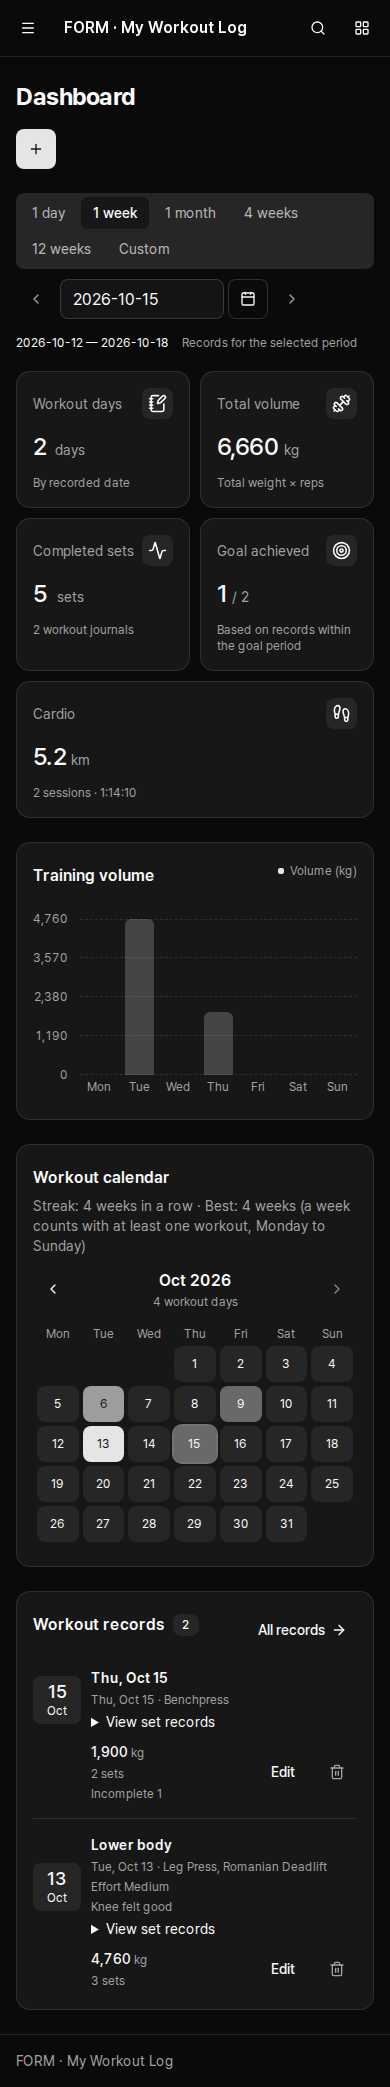 FORM · My Workout Log
Dashboard
1 day 1 week 1 month 4 weeks
12 weeks Custom
2026-10-15
2026-10-12 — 2026-10-18 Records for the selected period
Workout days
2 days
By recorded date
Total volume
6,660 kg
Total weight × reps
Completed sets
5 sets
2 workout journals
Goal achieved
1 / 2
Based on records within
the goal period
Cardio
5.2 km
2 sessions · 1:14:10
Training volume
Volume (kg)
4,760
3,570
2,380
1,190
0
Mon Tue Wed Thu Fri Sat Sun
Workout calendar
Streak: 4 weeks in a row · Best: 4 weeks (a week
counts with at least one workout, Monday to
Sunday)
Oct 2026
4 workout days
Mon Tue Wed Thu Fri Sat Sun
1 2 3 4
5 6 7 8 9 10 11
12 13 14 15 16 17 18
19 20 21 22 23 24 25
26 27 28 29 30 31
Workout records 2
All records
15
Oct
Thu, Oct 15
Thu, Oct 15 · Benchpress
View set records
1,900 kg
2 sets
Incomplete 1
Edit
13
Oct
Lower body
Tue, Oct 13 · Leg Press, Romanian Deadlift
Effort Medium
Knee felt good
View set records
4,760 kg
3 sets
Edit
FORM · My Workout Log